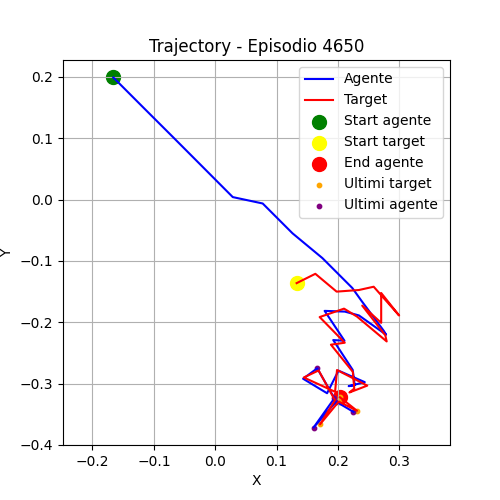 Trajectory - Episodio 4650
Agente
Target
Start agente
Start target
End agente
Ultimi target
Ultimi agente
0.2
0.1
0.0
−0.1
−0.2
−0.3
−0.4
Y
−0.2
−0.1
0.0
0.1
0.2
0.3
X